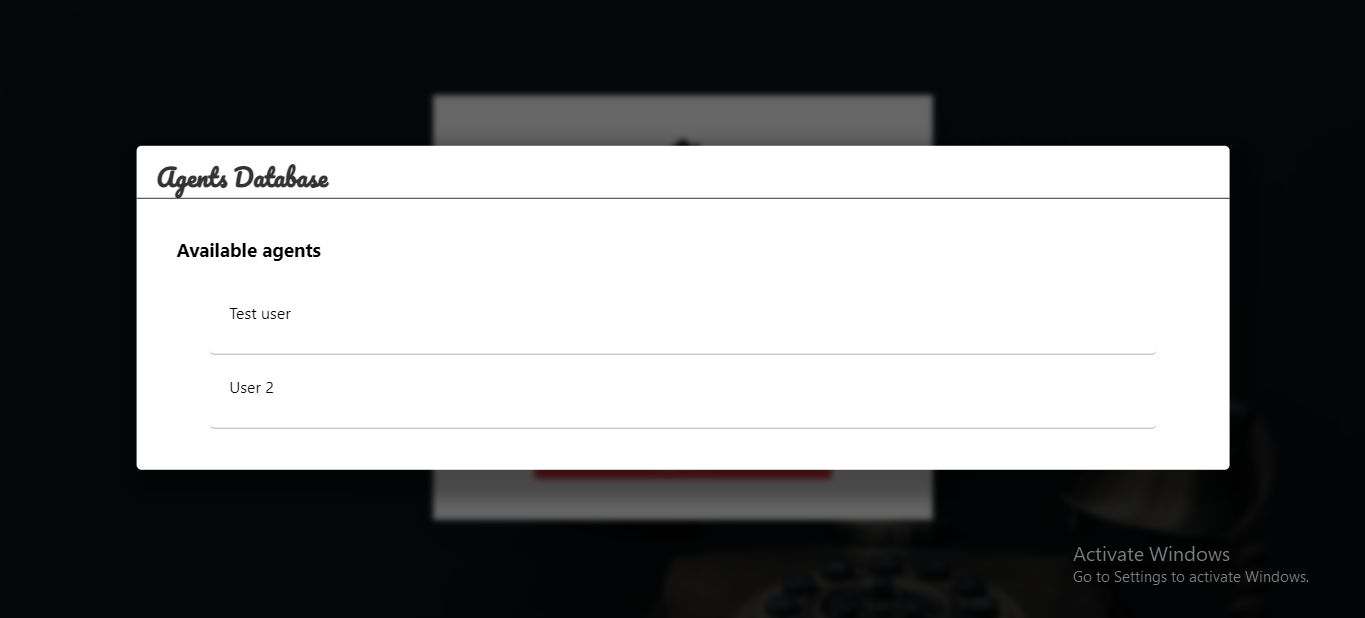 Agents Database
Available agents
Test user
User 2
Activate Windows
Go to Settings to activate Windows.